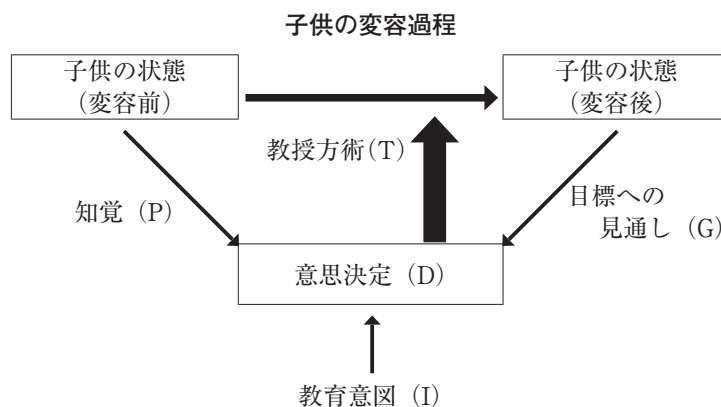 子供の変容過程
子供の状態
（変容前）
子供の状態
（変容後）
教授方術(T)
知覚（P）
目標への
見通し（G）
意思決定（D）
教育意図（I）